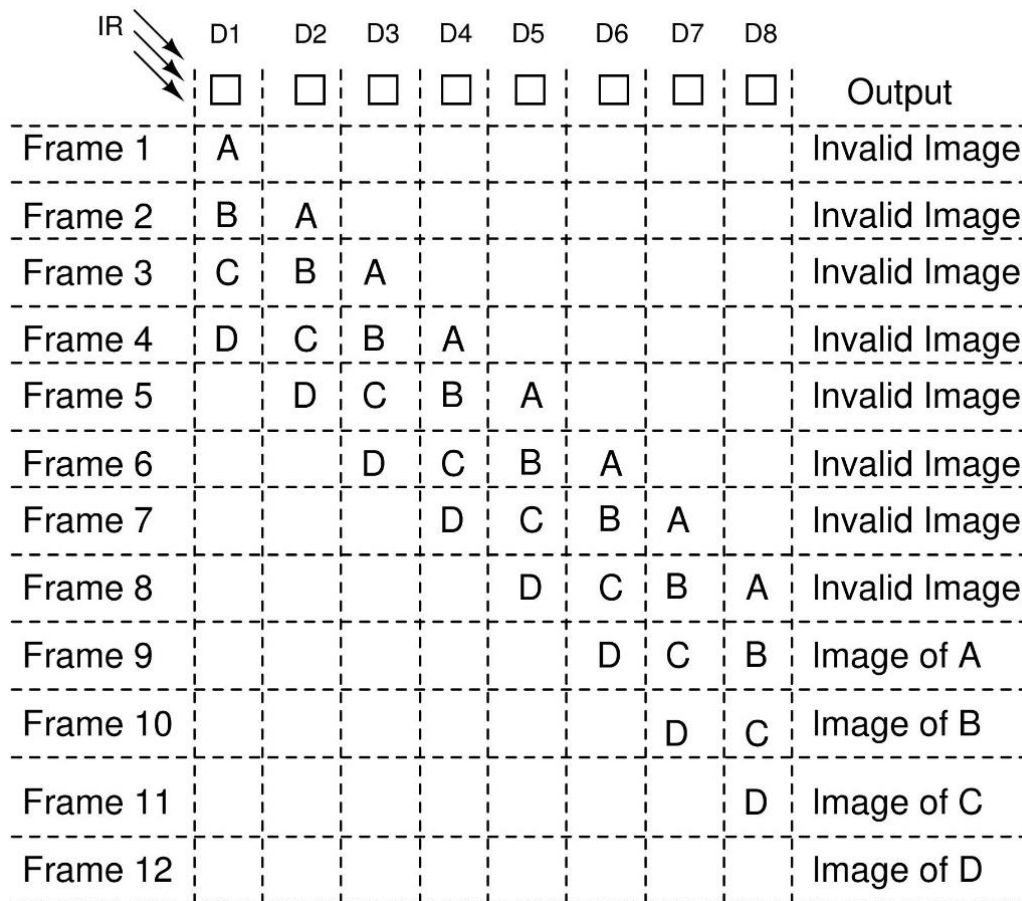 IR D1 D2 D3 D4 D5 D6 D7 D8
Output
Frame 1 A Invalid Image
Frame 2 B A Invalid Image
Frame 3 C B A Invalid Image
Frame 4 D C B A Invalid Image
Frame 5 D C B A Invalid Image
Frame 6 D C B A Invalid Image
Frame 7 D C B A Invalid Image
Frame 8 D C B A Invalid Image
Frame 9 D C B Image of A
Frame 10 D C Image of B
Frame 11 D Image of C
Frame 12 Image of D